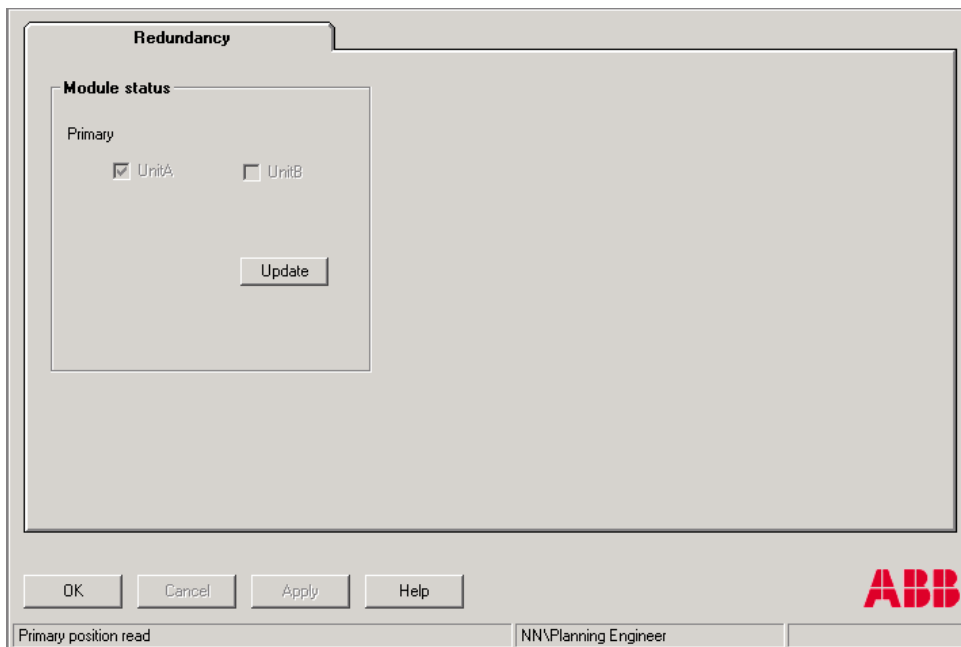 Redundancy
Module status
Primary
UnitA UnitB
Update
OK Cancel Apply Help
ABB
Primary position read NN\Planning Engineer